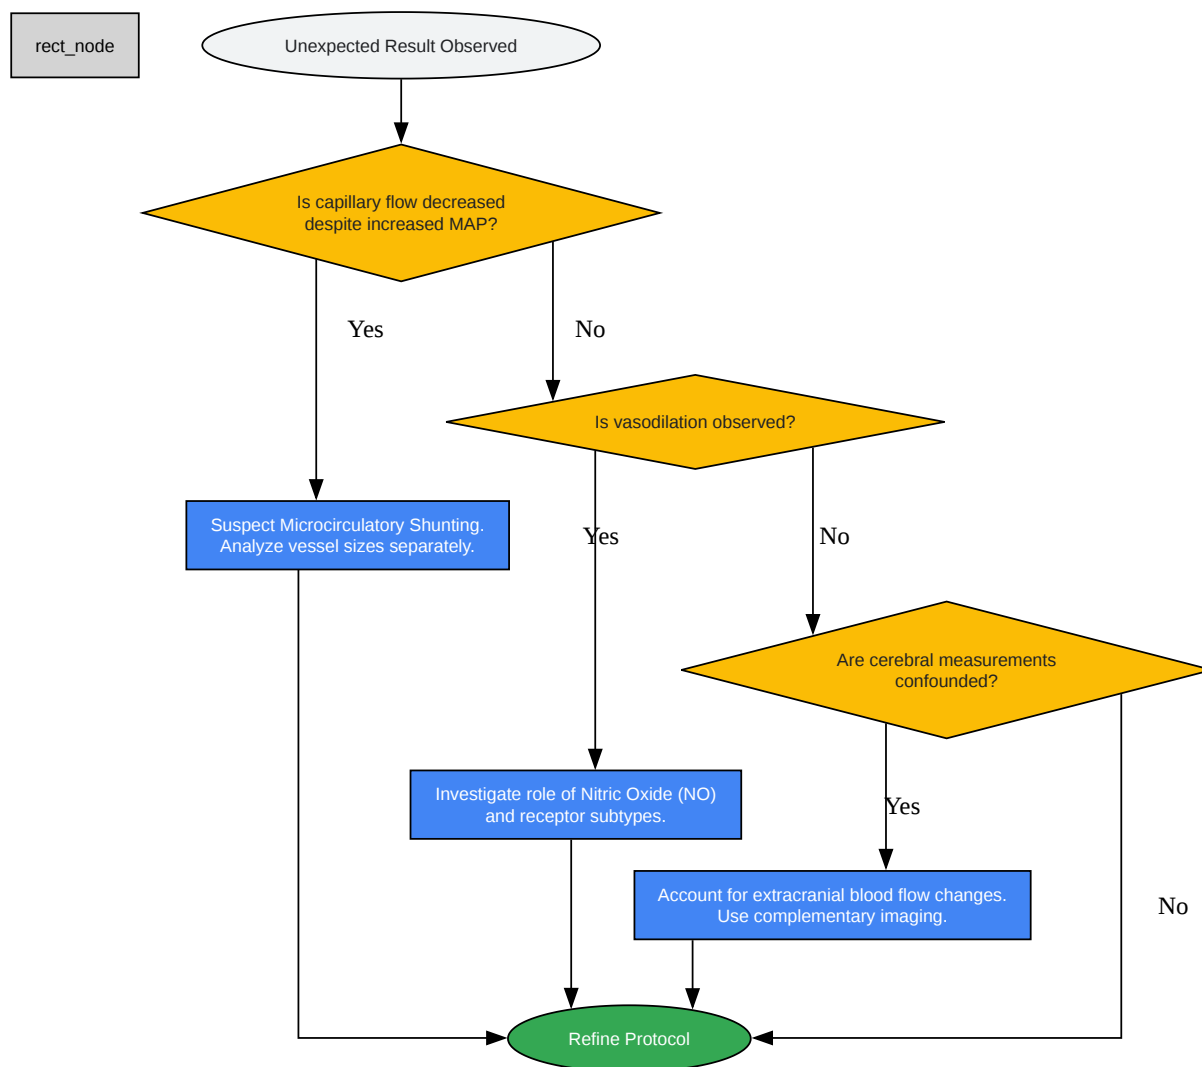 rect_node
Unexpected Result Observed
Is capillary flow decreased
despite increased MAP?
Yes
No
Is vasodilation observed?
Suspect Microcirculatory Shunting.
Analyze vessel sizes separately.
Yes
No
Are cerebral measurements
confounded?
Investigate role of Nitric Oxide (NO)
and receptor subtypes.
Yes
Account for extracranial blood flow changes.
Use complementary imaging.
No
Refine Protocol